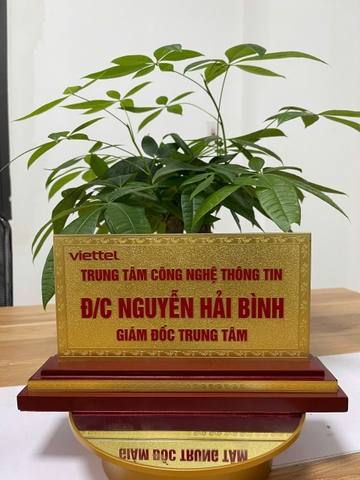 viettel
TRUNG TÂM CÔNG NGHỆ THÔNG TIN
Đ/C NGUYỄN HẢI BÌNH
GIÁM ĐỐC TRUNG TÂM